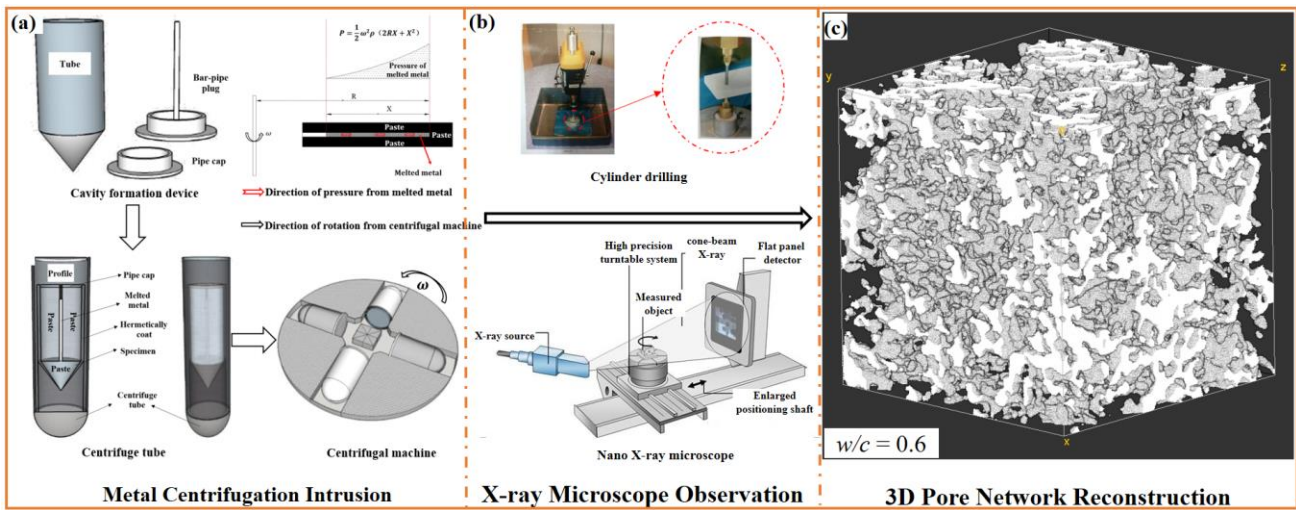 (a)
Tube
Bar-pipe
plug
Pipe cap
Cavity formation device
P = 1/2 ω²ρ（2RX + X²）
Pressure of
melted metal
R
X
ω
Paste
Paste
Paste
Melted metal
Direction of pressure from melted metal
Direction of rotation from centrifugal machine
Profile
Pipe cap
Melted
metal
Hermetically
coat
Specimen
Paste
Paste
Paste
Centrifuge
tube
Centrifuge tube
ω
Centrifugal machine
Metal Centrifugation Intrusion
(b)
Cylinder drilling
High precision
turntable system
cone-beam
X-ray
Flat panel
detector
Measured
object
X-ray source
Enlarged
positioning shaft
Nano X-ray microscope
X-ray Microscope Observation
(c)
y
z
x
w/c = 0.6
3D Pore Network Reconstruction